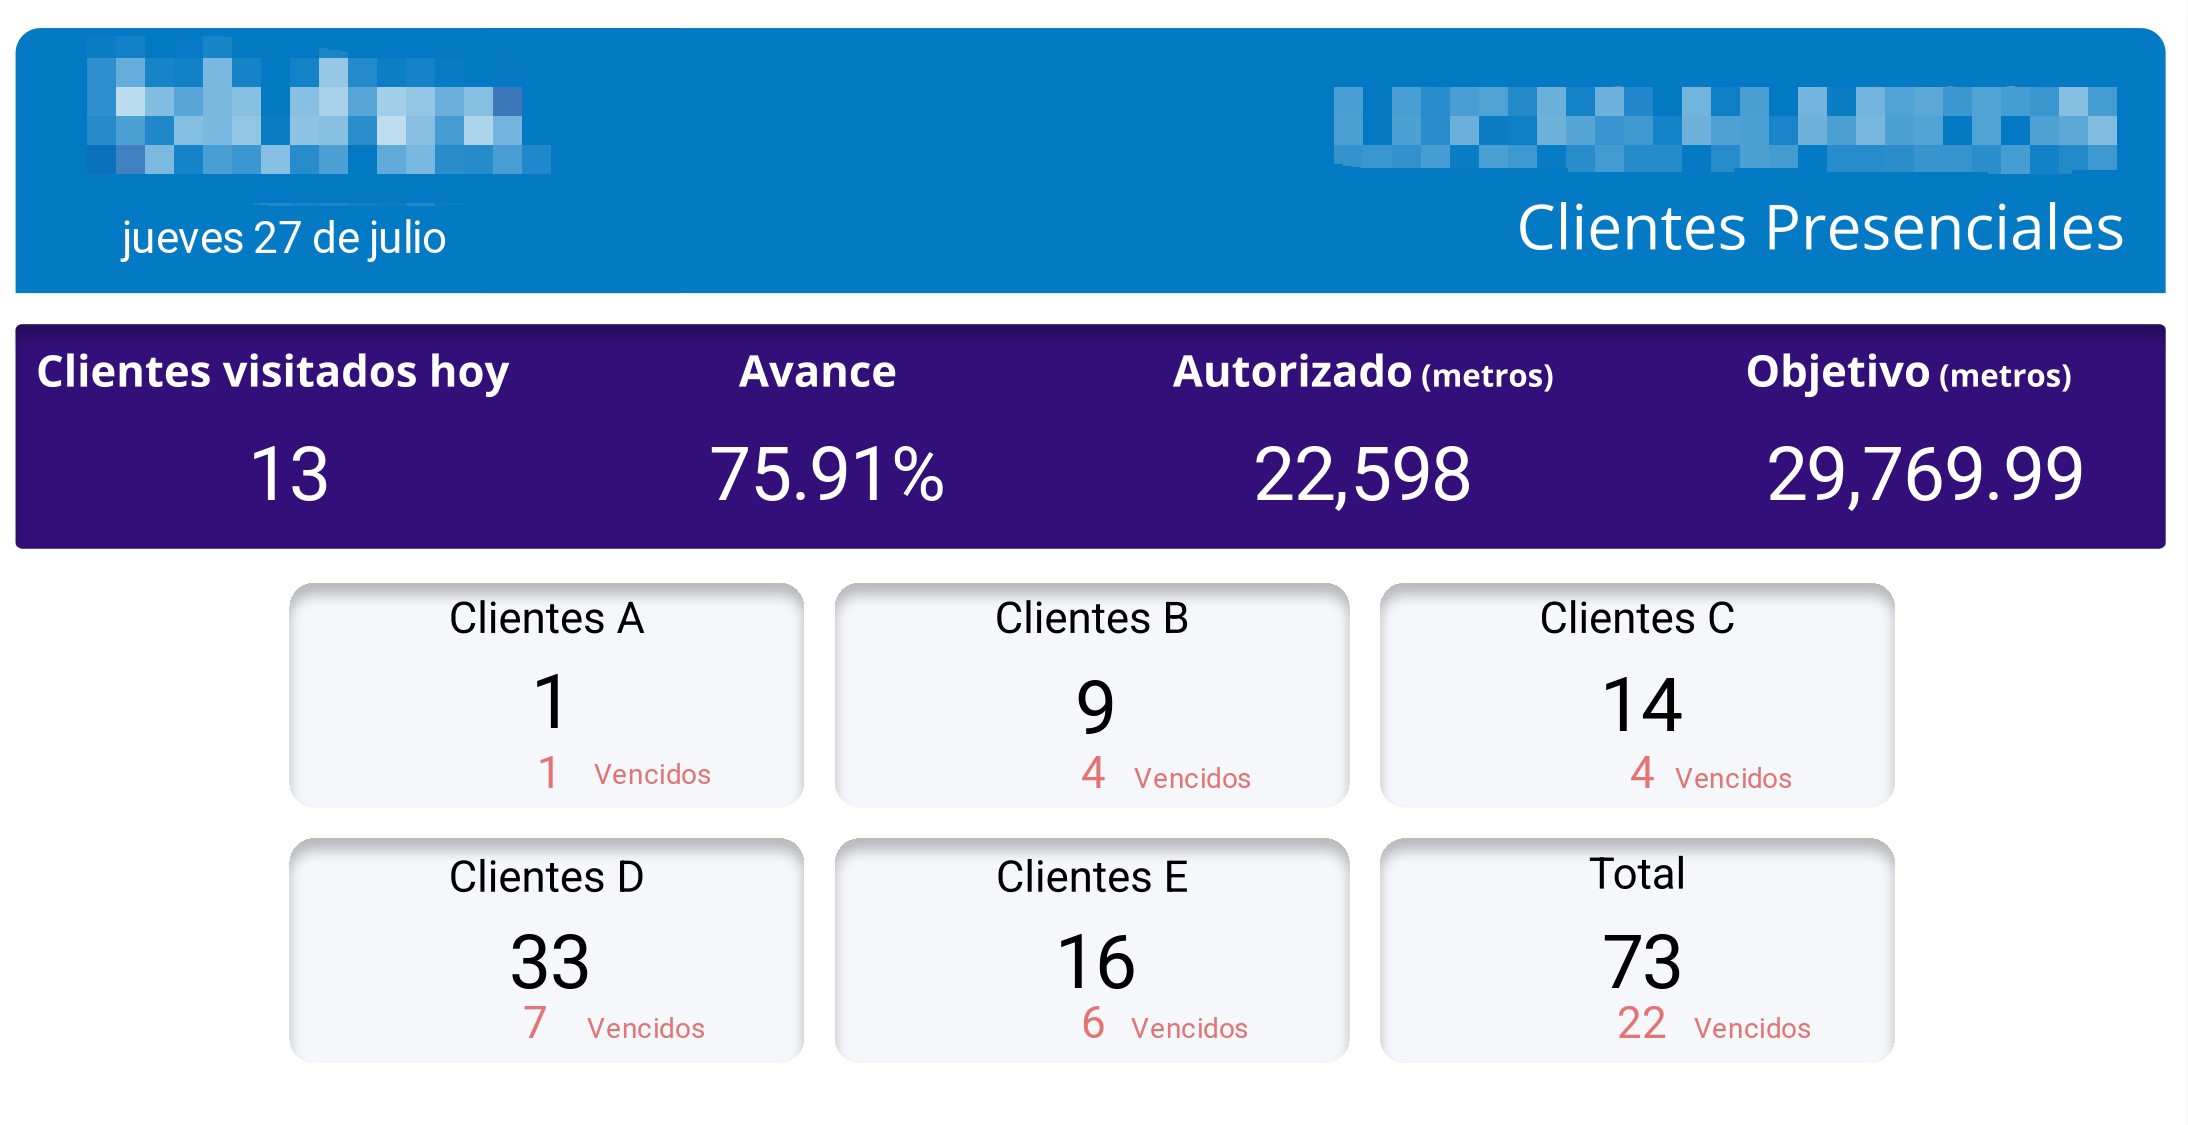 jueves 27 de julio
Clientes Presenciales
Clientes visitados hoy
13
Avance
75.91%
Autorizado (metros)
22,598
Objetivo (metros)
29,769.99
Clientes A
1
1 Vencidos
Clientes B
9
4 Vencidos
Clientes C
14
4 Vencidos
Clientes D
33
7 Vencidos
Clientes E
16
6 Vencidos
Total
73
22 Vencidos